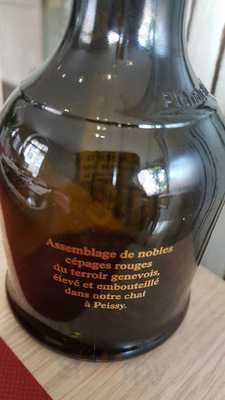 Assemblage de nobles
cépages rouges
du terroir genevois,
élevé et embouteillé
dans notre chai
à Peissy.